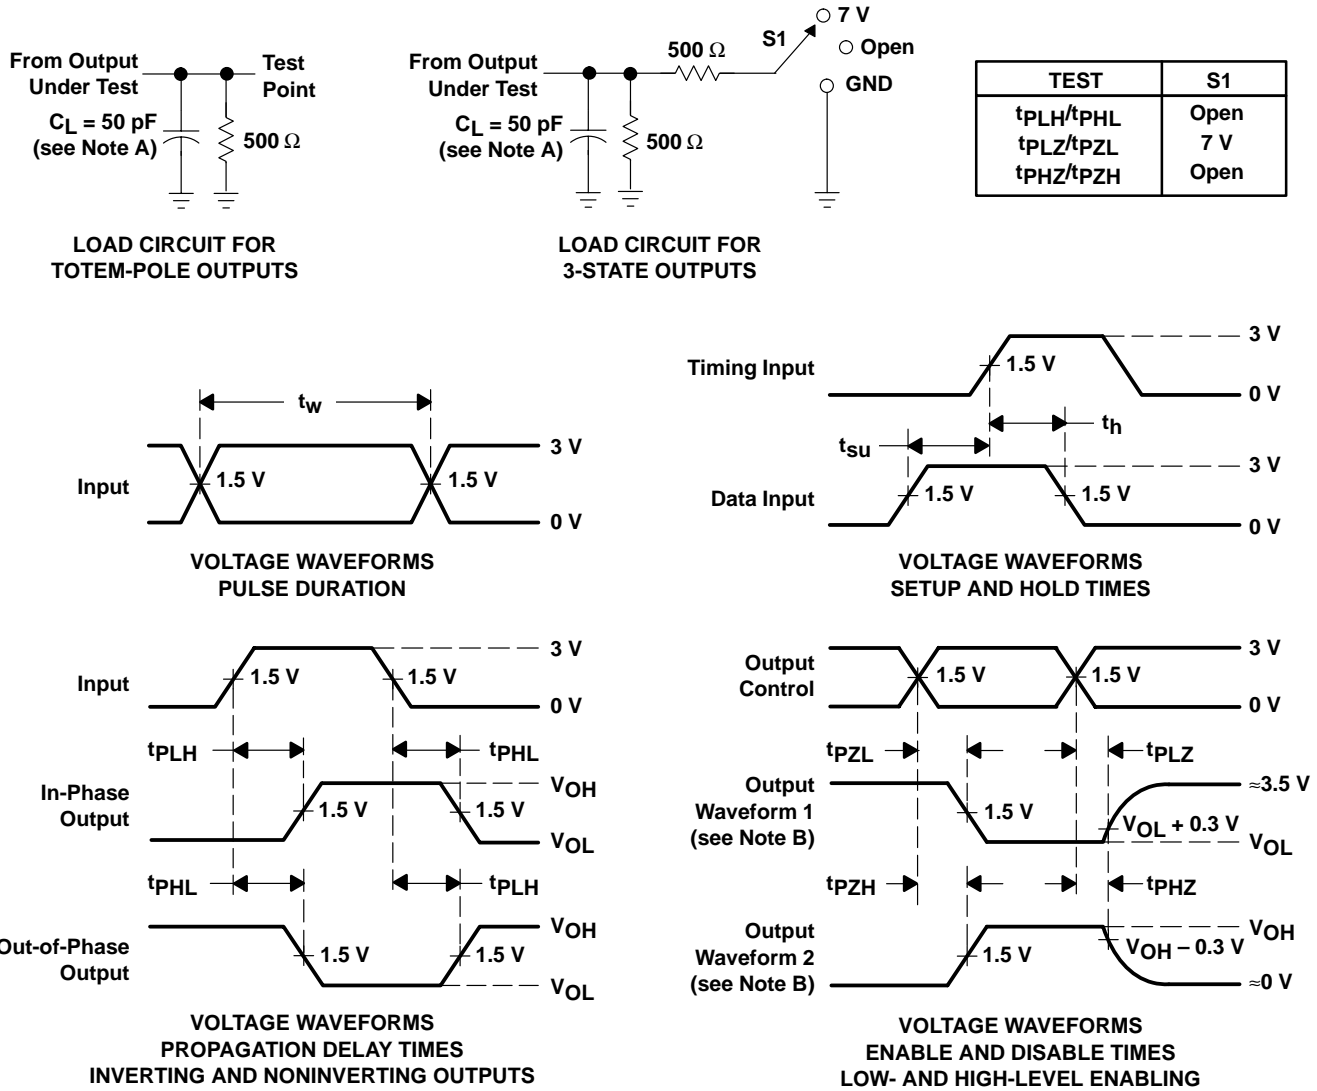 From Output
Under Test
Test
Point
CL = 50 pF
(see Note A)
500 Ω
LOAD CIRCUIT FOR
TOTEM-POLE OUTPUTS
From Output
Under Test
500 Ω
S1
7 V
Open
GND
CL = 50 pF
(see Note A)
500 Ω
LOAD CIRCUIT FOR
3-STATE OUTPUTS
TEST S1
tPLH/tPHL Open
tPLZ/tPZL 7 V
tPHZ/tPZH Open
tw
Input
1.5 V
1.5 V
3 V
0 V
VOLTAGE WAVEFORMS
PULSE DURATION
Timing Input
1.5 V
3 V
0 V
th
tsu
Data Input
1.5 V
1.5 V
3 V
0 V
VOLTAGE WAVEFORMS
SETUP AND HOLD TIMES
Input
1.5 V
1.5 V
3 V
0 V
tPLH
tPHL
In-Phase
Output
1.5 V
1.5 V
VOH
VOL
tPHL
tPLH
Out-of-Phase
Output
1.5 V
1.5 V
VOH
VOL
VOLTAGE WAVEFORMS
PROPAGATION DELAY TIMES
INVERTING AND NONINVERTING OUTPUTS
Output
Control
1.5 V
1.5 V
3 V
0 V
tPZL
tPLZ
Output
Waveform 1
(see Note B)
1.5 V
≈3.5 V
VOL + 0.3 V
VOL
tPZH
tPHZ
Output
Waveform 2
(see Note B)
1.5 V
VOH
VOH – 0.3 V
≈0 V
VOLTAGE WAVEFORMS
ENABLE AND DISABLE TIMES
LOW- AND HIGH-LEVEL ENABLING